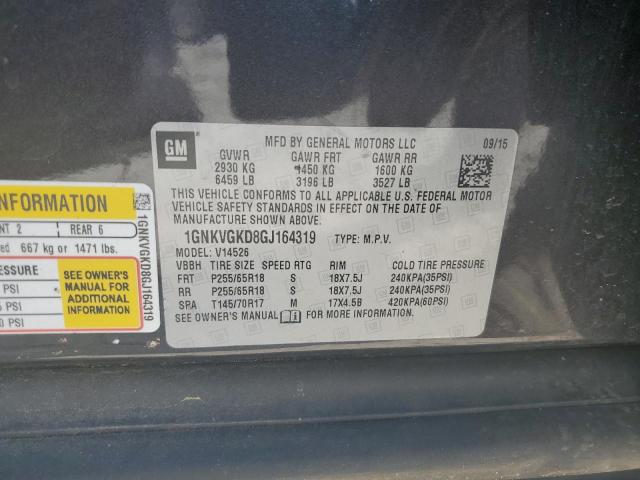 GM
MFD BY GENERAL MOTORS LLC
09/15
GVWR GAWR FRT GAWR RR
2930 KG 1450 KG 1600 KG
6459 LB 3196 LB 3527 LB
THIS VEHICLE CONFORMS TO ALL APPLICABLE U.S. FEDERAL MOTOR
VEHICLE SAFETY STANDARDS IN EFFECT ON THE DATE OF
MANUFACTURE SHOWN ABOVE.
1GNKVGKD8GJ164319 TYPE: M.P.V.
V14526
VBBH TIRE SIZE SPEED RTG RIM COLD TIRE PRESSURE
FRT P255/65R18 S 18X7.5J 240KPA(35PSI)
RR P255/65R18 S 18X7.5J 240KPA(35PSI)
SPA T145/70R17 M 17X4.5B 420KPA(60PSI)
SEE OWNER'S MANUAL FOR MORE INFORMATION.
INFORMATION
NT 2 REAR 6
ed 667 kg or 1471 lbs.
PRESSURE
PSI
5 PSI
0 PSI
SEE OWNER'S
MANUAL FOR
ADDITIONAL
INFORMATION
1GNKVGKD8GJ164319